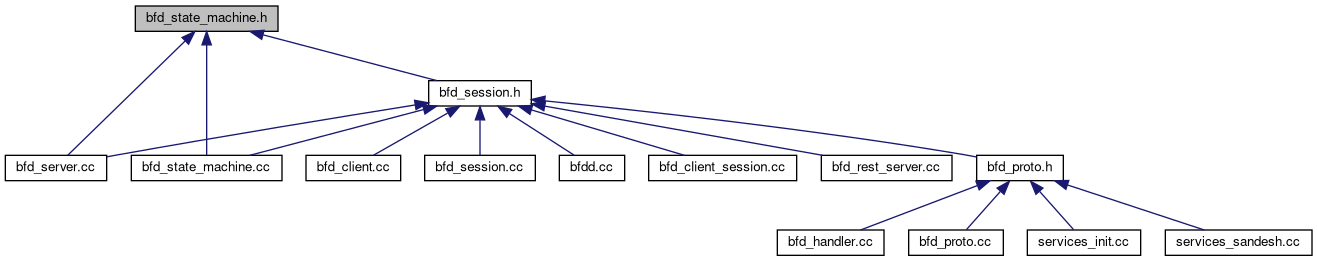 bfd_state_machine.h
bfd_session.h
bfd_server.cc
bfd_state_machine.cc
bfd_client.cc
bfd_session.cc
bfdd.cc
bfd_client_session.cc
bfd_rest_server.cc
bfd_proto.h
bfd_handler.cc
bfd_proto.cc
services_init.cc
services_sandesh.cc